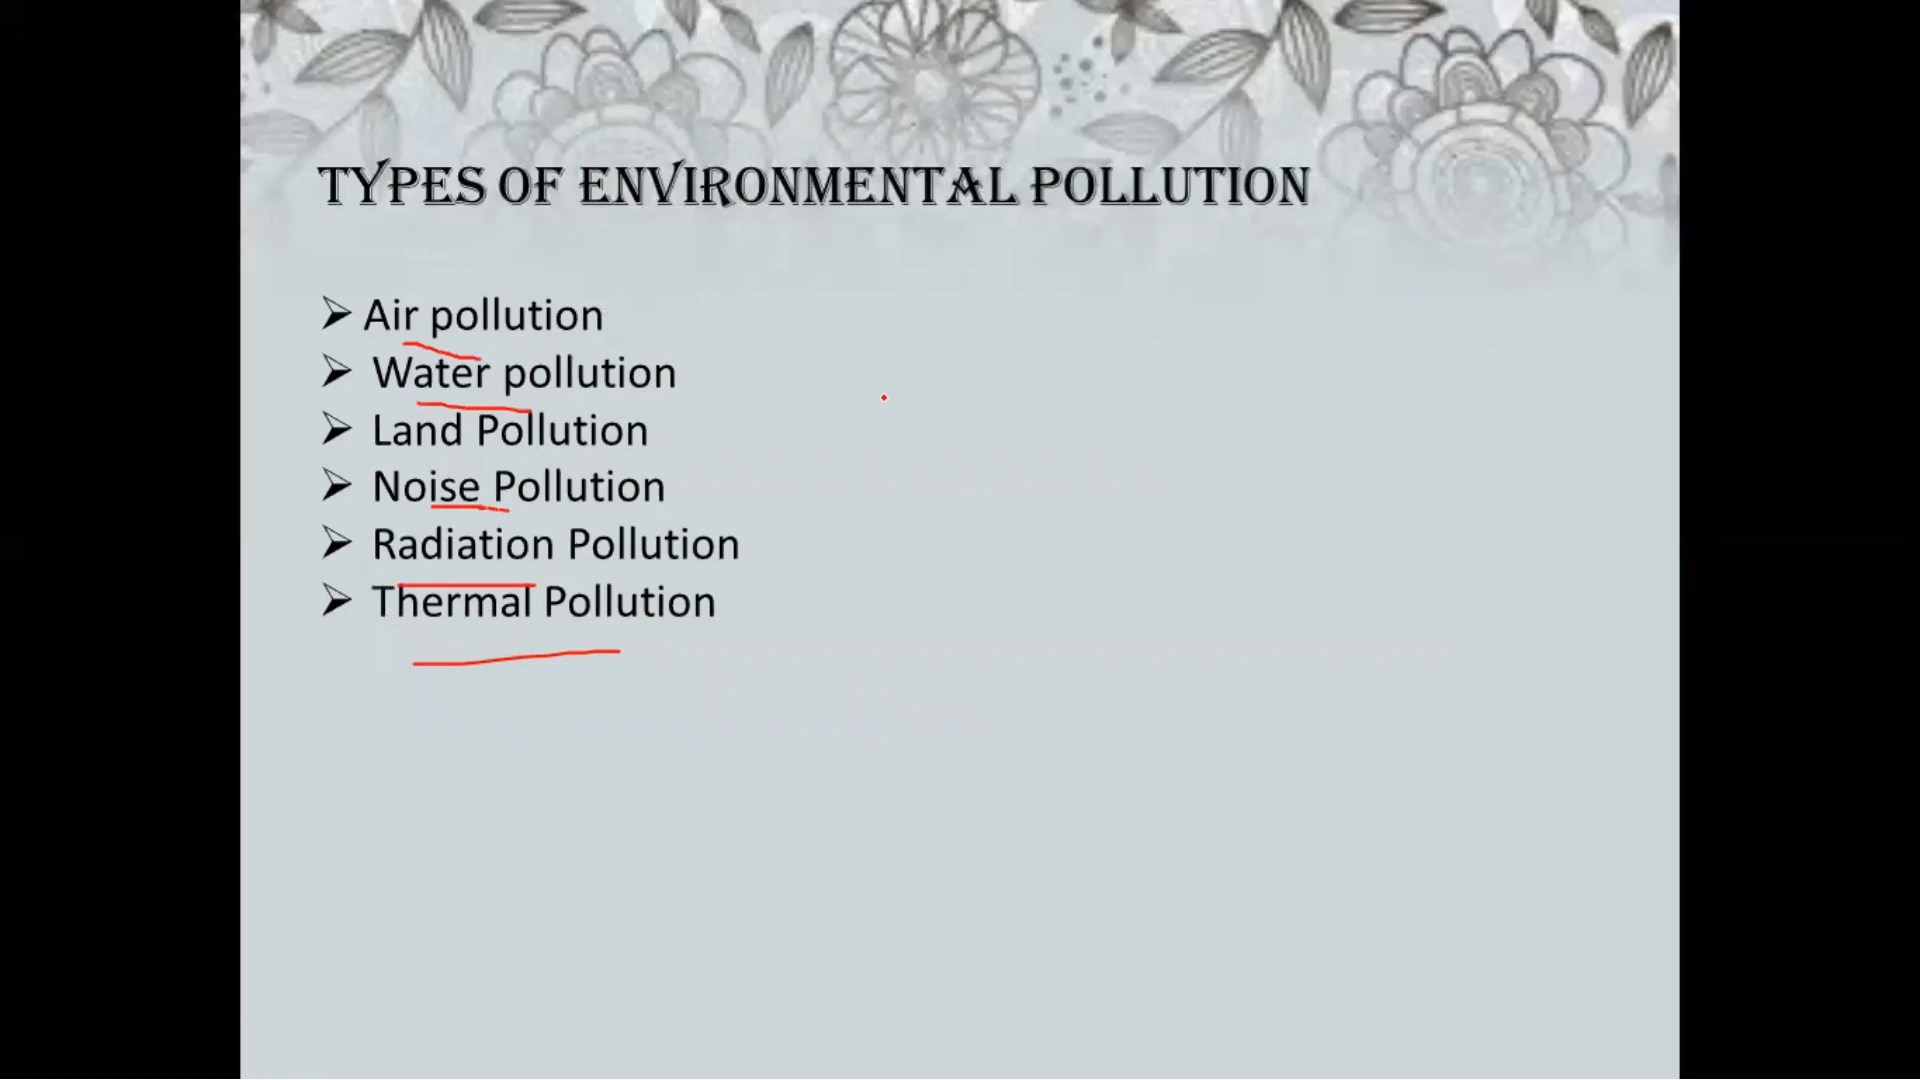 TYPES OF ENVIRONMENTAL POLLUTION
Air pollution
Water pollution
Land Pollution
Noise Pollution
Radiation Pollution
Thermal Pollution